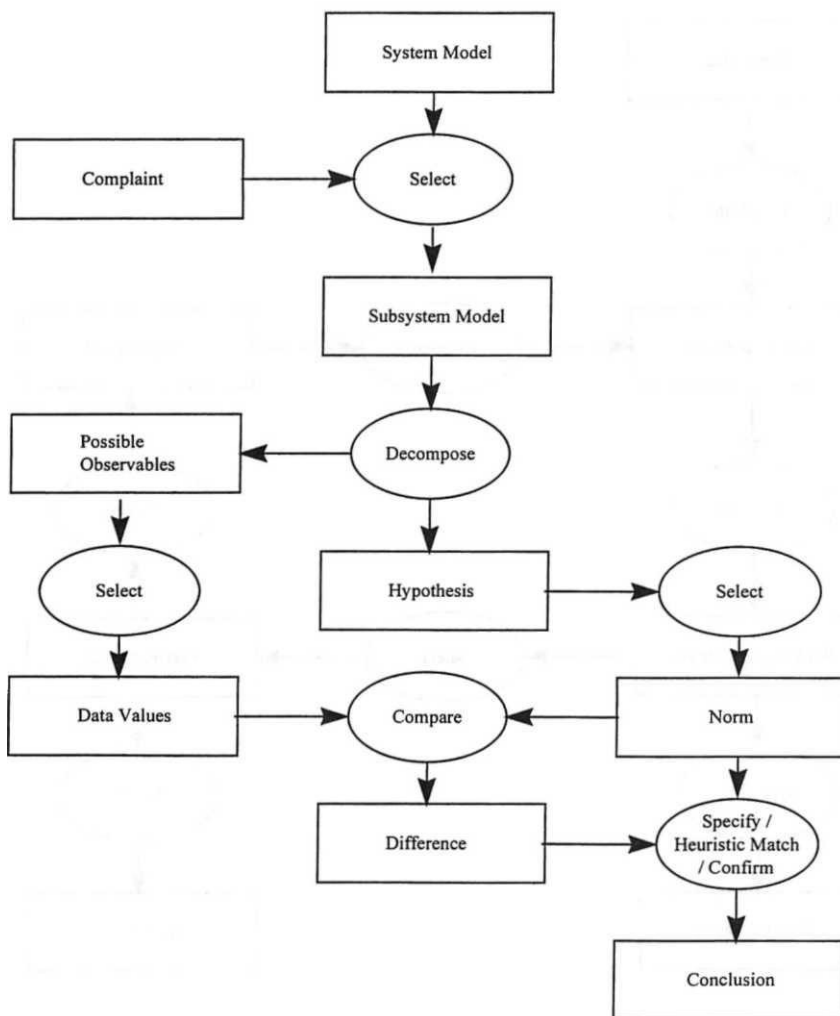 System Model
Complaint
Select
Subsystem Model
Possible
Observables
Decompose
Select
Hypothesis
Select
Data Values
Compare
Norm
Difference
Specify /
Heuristic Match
/ Confirm
Conclusion